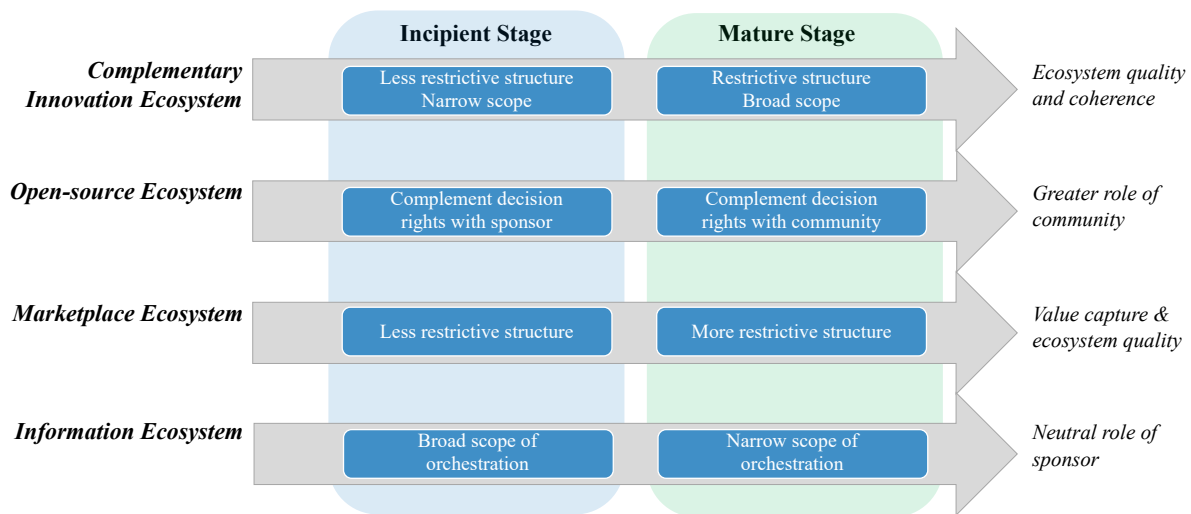 Incipient Stage
Mature Stage
Complementary
Innovation Ecosystem
Less restrictive structure
Narrow scope
Restrictive structure
Broad scope
Ecosystem quality
and coherence
Open-source Ecosystem
Complement decision
rights with sponsor
Complement decision
rights with community
Greater role of
community
Marketplace Ecosystem
Less restrictive structure
More restrictive structure
Value capture &
ecosystem quality
Information Ecosystem
Broad scope of
orchestration
Narrow scope of
orchestration
Neutral role of
sponsor